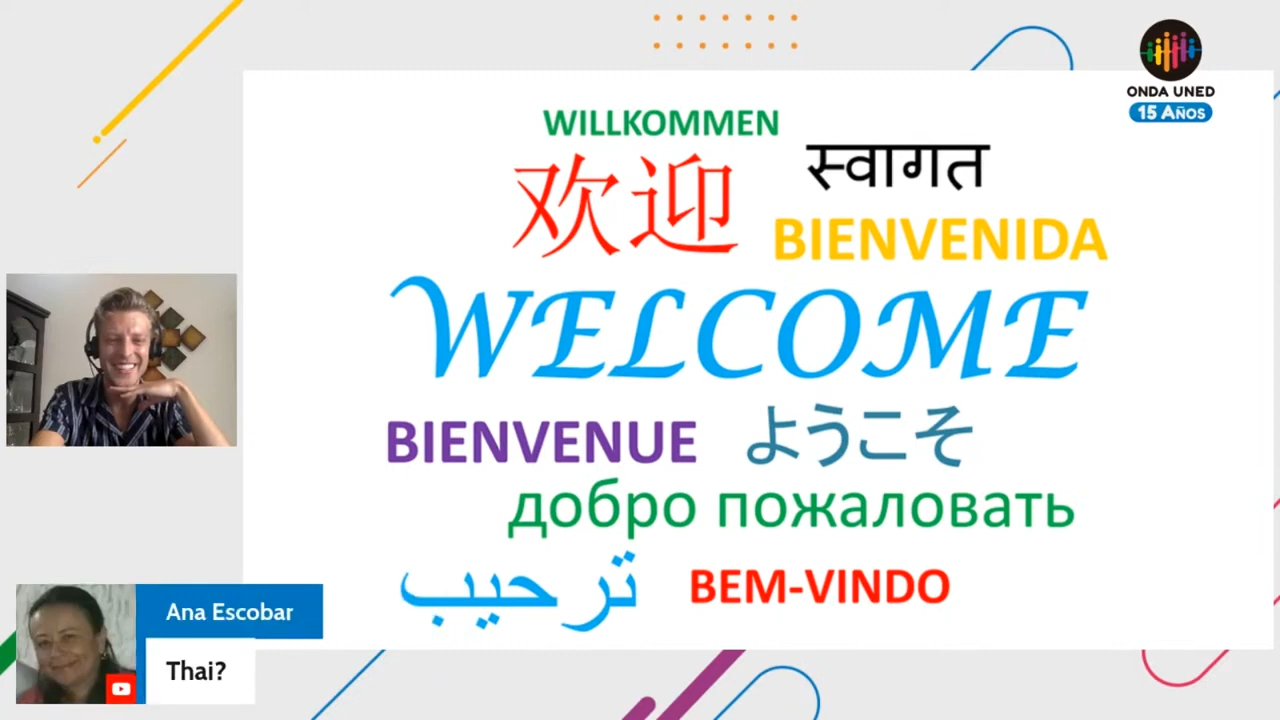 ONDA UNED
15 AÑOS
WILLKOMMEN
欢迎
स्वागत
BIENVENIDA
WELCOME
BIENVENUE
ようこそ
добро пожаловать
ترحيب
BEM-VINDO
Ana Escobar
Thai?